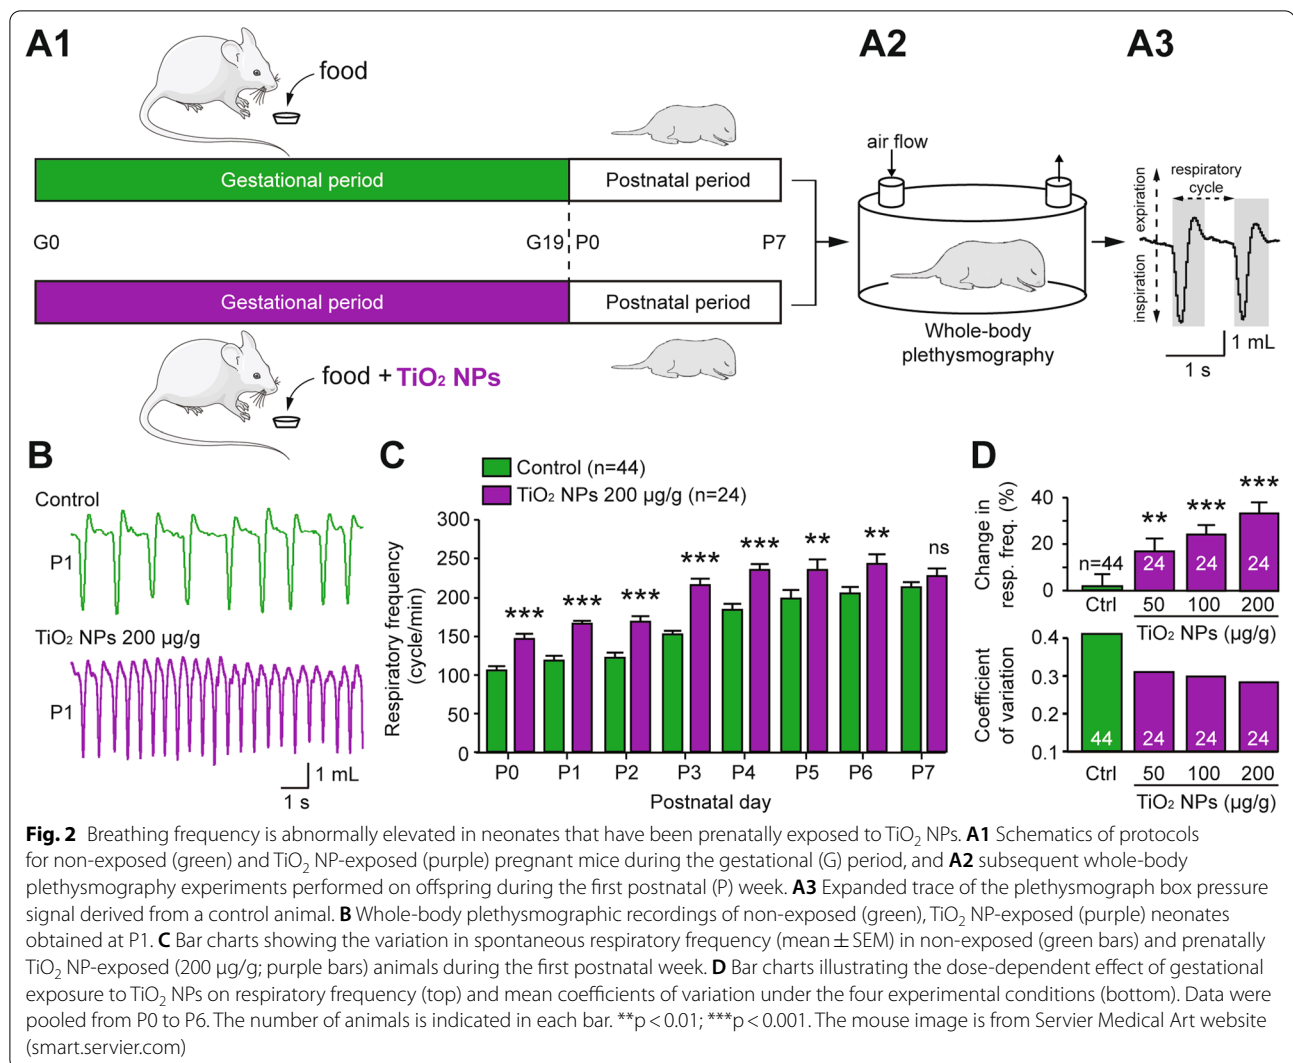 A1
A2
A3
food
air flow
respiratory
cycle
expiration
inspiration
Gestational period
Postnatal period
G0
G19
P0
P7
Gestational period
Postnatal period
food + TiO₂ NPs
Whole-body
plethysmography
1 mL
1 s
B
Control
P1
TiO₂ NPs 200 µg/g
P1
1 mL
1 s
C
Control (n=44)
TiO₂ NPs 200 µg/g (n=24)
Respiratory frequency
(cycle/min)
300
250
200
150
100
50
0
*** *** *** *** *** ** ** ns
P0 P1 P2 P3 P4 P5 P6 P7
Postnatal day
D
Change in
resp. freq. (%)
40
20
0
n=44
** *** ***
24 24 24
Ctrl 50 100 200
TiO₂ NPs (µg/g)
Coefficient
of variation
0.4
0.3
0.2
0.1
44 24 24 24
Ctrl 50 100 200
TiO₂ NPs (µg/g)
Fig. 2 Breathing frequency is abnormally elevated in neonates that have been prenatally exposed to TiO₂ NPs. A1 Schematics of protocols
for non-exposed (green) and TiO₂ NP-exposed (purple) pregnant mice during the gestational (G) period, and A2 subsequent whole-body
plethysmography experiments performed on offspring during the first postnatal (P) week. A3 Expanded trace of the plethysmograph box pressure
signal derived from a control animal. B Whole-body plethysmographic recordings of non-exposed (green), TiO₂ NP-exposed (purple) neonates
obtained at P1. C Bar charts showing the variation in spontaneous respiratory frequency (mean ± SEM) in non-exposed (green bars) and prenatally
TiO₂ NP-exposed (200 µg/g; purple bars) animals during the first postnatal week. D Bar charts illustrating the dose-dependent effect of gestational
exposure to TiO₂ NPs on respiratory frequency (top) and mean coefficients of variation under the four experimental conditions (bottom). Data were
pooled from P0 to P6. The number of animals is indicated in each bar. **p < 0.01; ***p < 0.001. The mouse image is from Servier Medical Art website
(smart.servier.com)